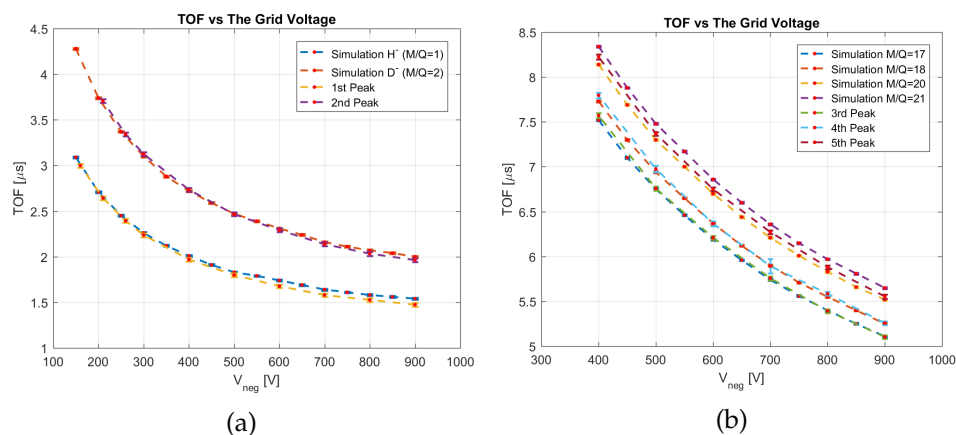 TOF vs The Grid Voltage
4.5
4
3.5
3
2.5
2
1.5
1
TOF [μs]
100 200 300 400 500 600 700 800 900 1000
V_neg [V]
Simulation H⁻ (M/Q=1)
Simulation D⁻ (M/Q=2)
1st Peak
2nd Peak
(a)
TOF vs The Grid Voltage
8.5
8
7.5
7
6.5
6
5.5
5
TOF [μs]
300 400 500 600 700 800 900 1000
V_neg [V]
Simulation M/Q=17
Simulation M/Q=18
Simulation M/Q=20
Simulation M/Q=21
3rd Peak
4th Peak
5th Peak
(b)